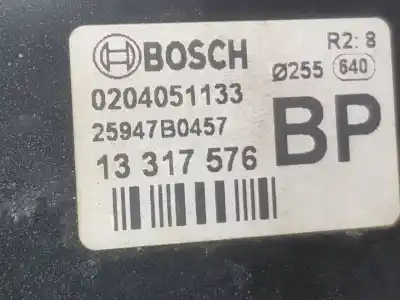 BOSCH
R2: 8
Ø255 640
0204051133
25947B0457
13 317 576
BP